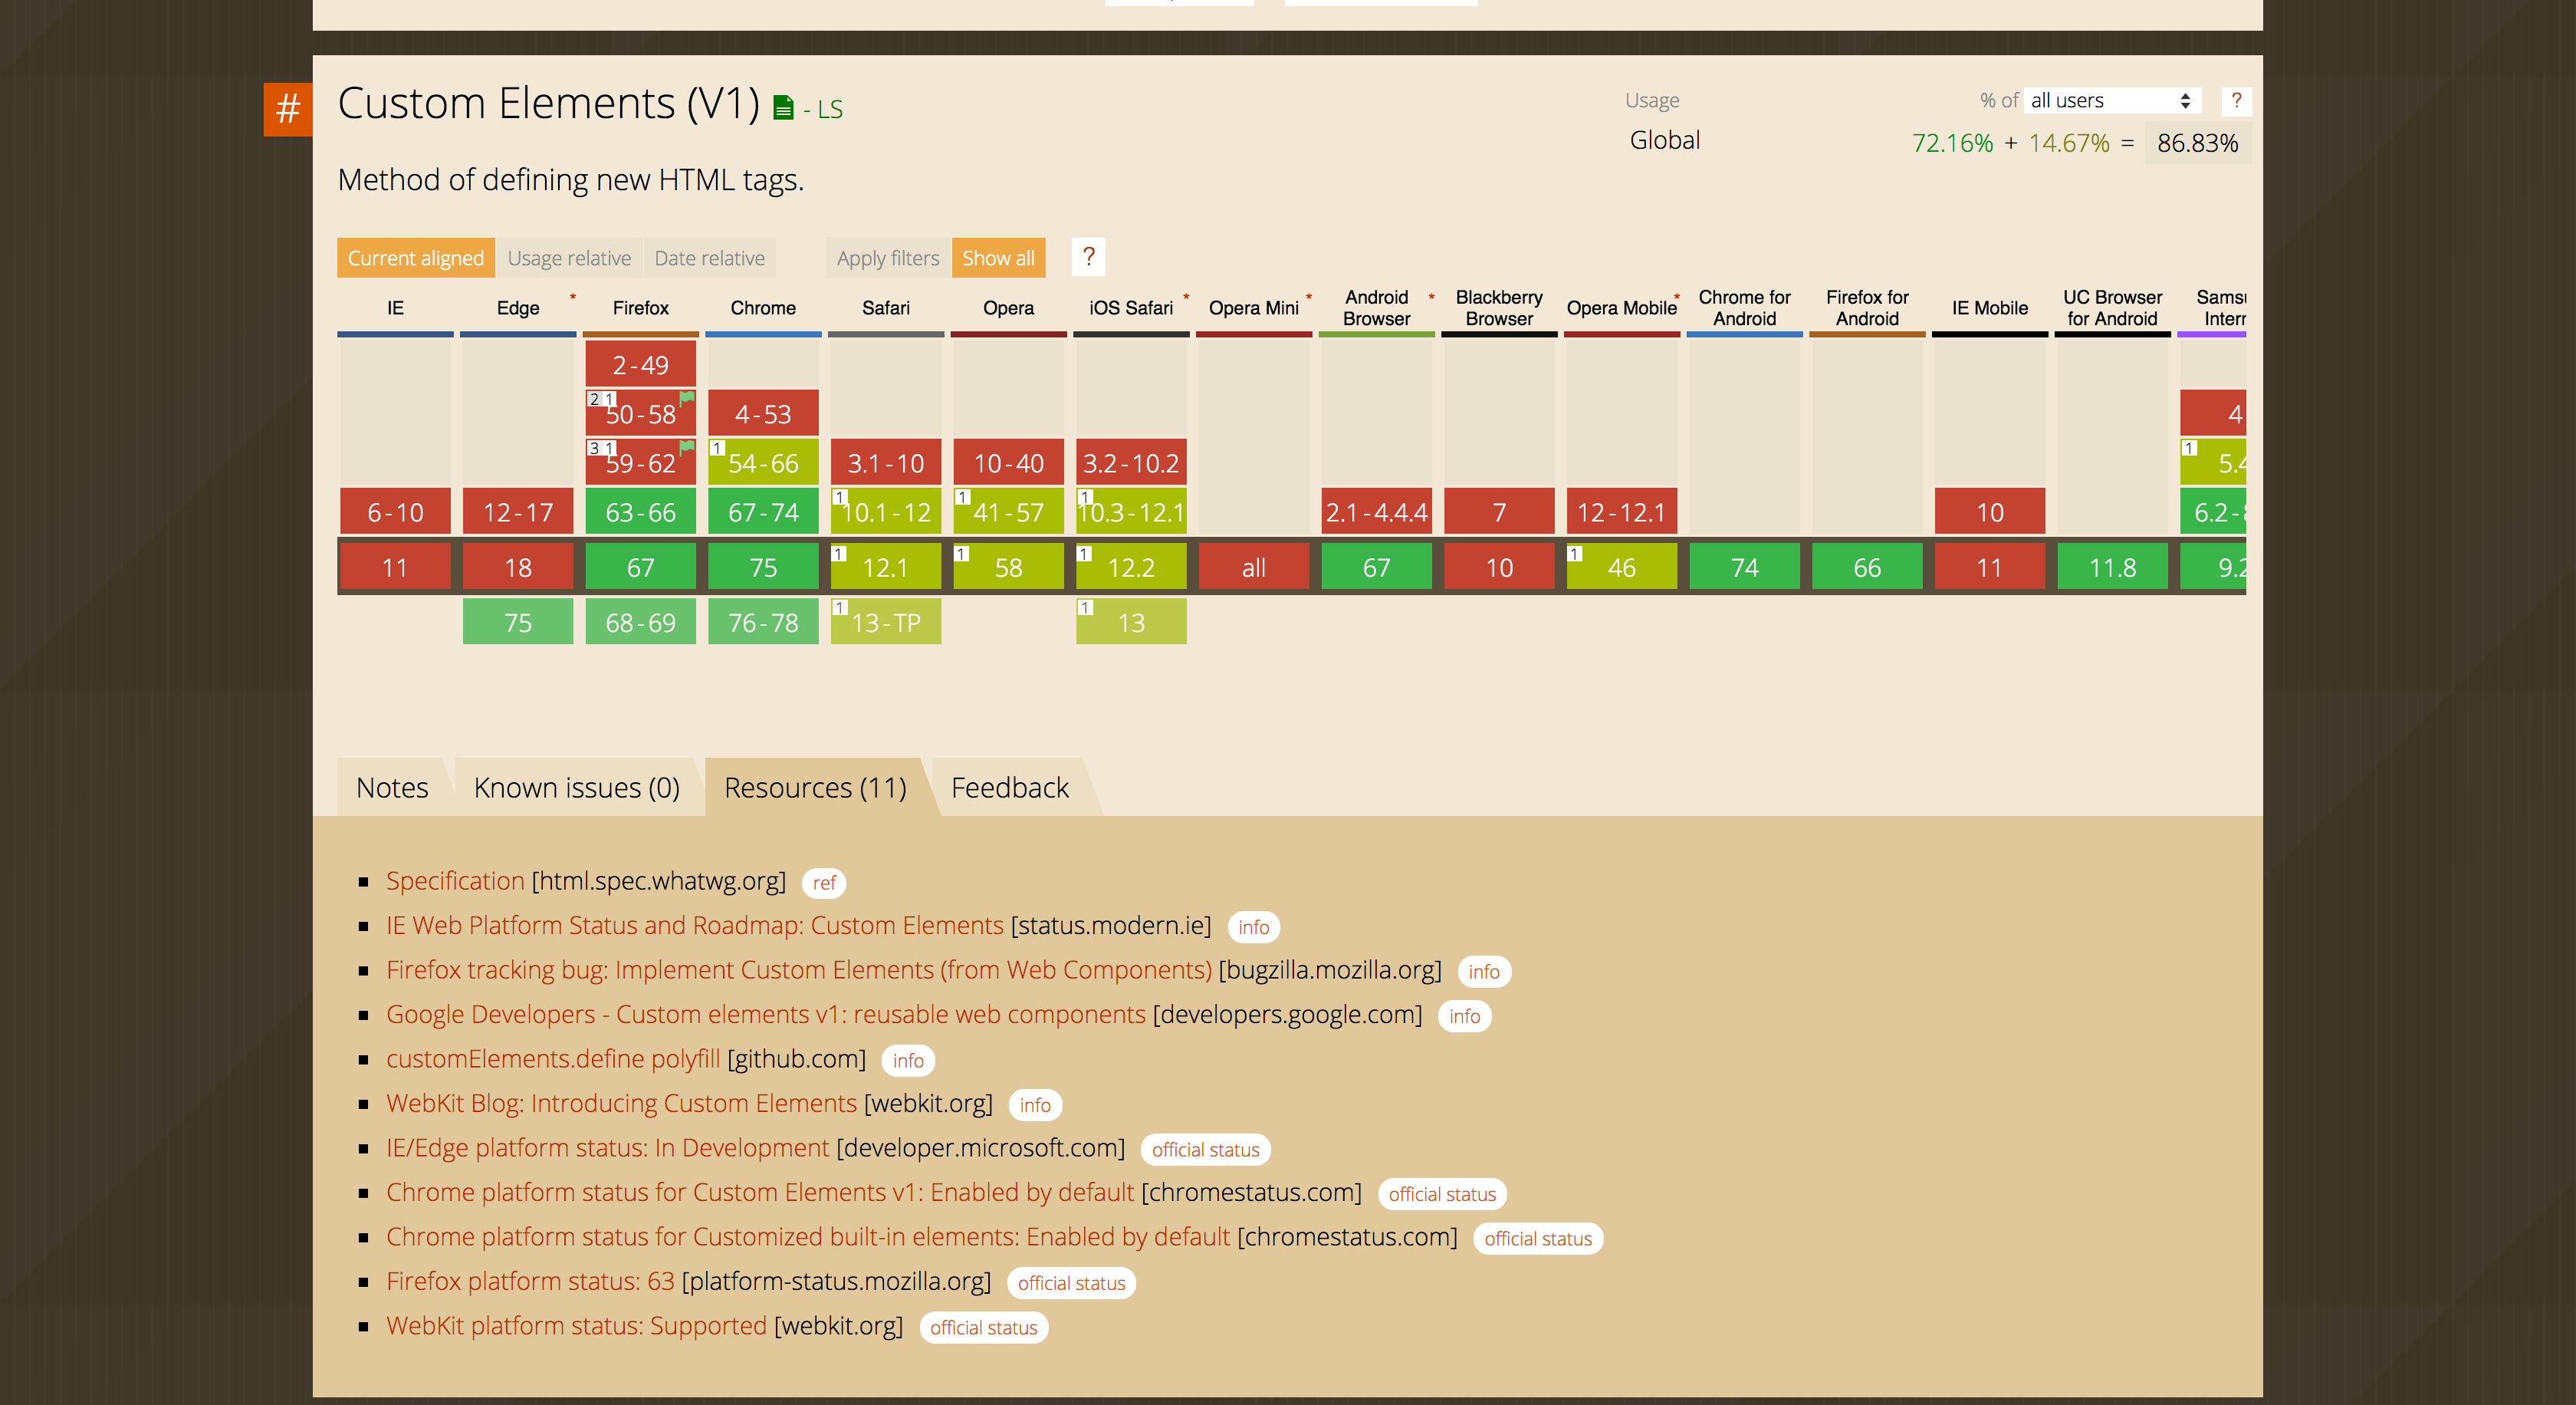 # Custom Elements (V1) - LS
Usage % of all users ?
Global 72.16% + 14.67% = 86.83%
Method of defining new HTML tags.
Current aligned Usage relative Date relative Apply filters Show all ?
IE Edge * Firefox Chrome Safari Opera iOS Safari * Opera Mini * Android Browser * Blackberry Browser Opera Mobile * Chrome for Android Firefox for Android IE Mobile UC Browser for Android
2-49
2 1 50-58 4-53 4
3 1 59-62 1 54-66 3.1-10 10-40 3.2-10.2 1 5.4
6-10 12-17 63-66 67-74 1 10.1-12 1 41-57 1 10.3-12.1 2.1-4.4.4 7 12-12.1 10 6.2-
11 18 67 75 1 12.1 1 58 1 12.2 all 67 10 1 46 74 66 11 11.8 9.2
75 68-69 76-78 1 13-TP 1 13
Notes Known issues (0) Resources (11) Feedback
Specification [html.spec.whatwg.org] ref
IE Web Platform Status and Roadmap: Custom Elements [status.modern.ie] info
Firefox tracking bug: Implement Custom Elements (from Web Components) [bugzilla.mozilla.org] info
Google Developers - Custom elements v1: reusable web components [developers.google.com] info
customElements.define polyfill [github.com] info
WebKit Blog: Introducing Custom Elements [webkit.org] info
IE/Edge platform status: In Development [developer.microsoft.com] official status
Chrome platform status for Custom Elements v1: Enabled by default [chromestatus.com] official status
Chrome platform status for Customized built-in elements: Enabled by default [chromestatus.com] official status
Firefox platform status: 63 [platform-status.mozilla.org] official status
WebKit platform status: Supported [webkit.org] official status